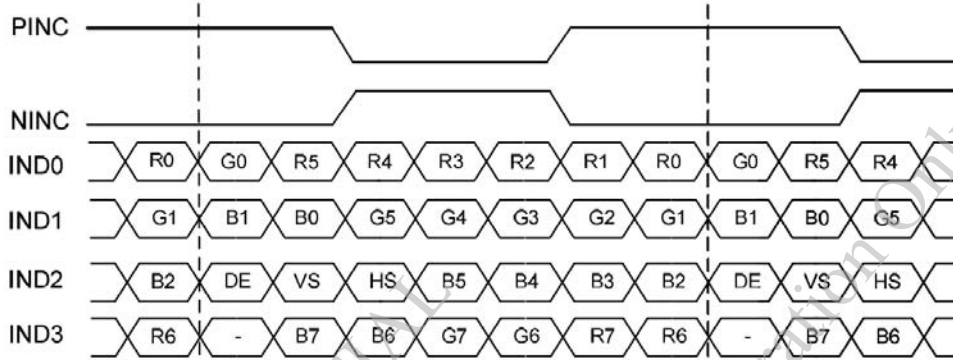 PINC
NINC
IND0 R0 G0 R5 R4 R3 R2 R1 R0 G0 R5 R4
IND1 G1 B1 B0 G5 G4 G3 G2 G1 B1 B0 G5
IND2 B2 DE VS HS B5 B4 B3 B2 DE VS HS
IND3 R6 - B7 B6 G7 G6 R7 R6 - B7 B6